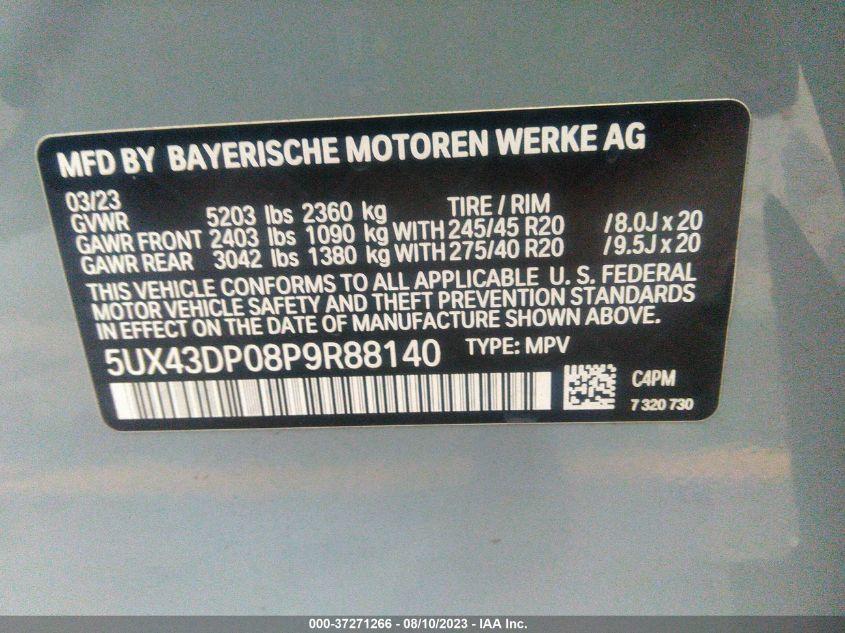 MFD BY BAYERISCHE MOTOREN WERKE AG
03/23 TIRE / RIM
GVWR 5203 lbs 2360 kg
GAWR FRONT 2403 lbs 1090 kg WITH 245/45 R20 /8.0J x 20
GAWR REAR 3042 lbs 1380 kg WITH 275/40 R20 /9.5J x 20
THIS VEHICLE CONFORMS TO ALL APPLICABLE U. S. FEDERAL
MOTOR VEHICLE SAFETY AND THEFT PREVENTION STANDARDS
IN EFFECT ON THE DATE OF MANUFACTURE SHOWN ABOVE.
5UX43DP08P9R88140 TYPE: MPV
C4PM
7 320 730
000-37271266 - 08/10/2023 - IAA Inc.